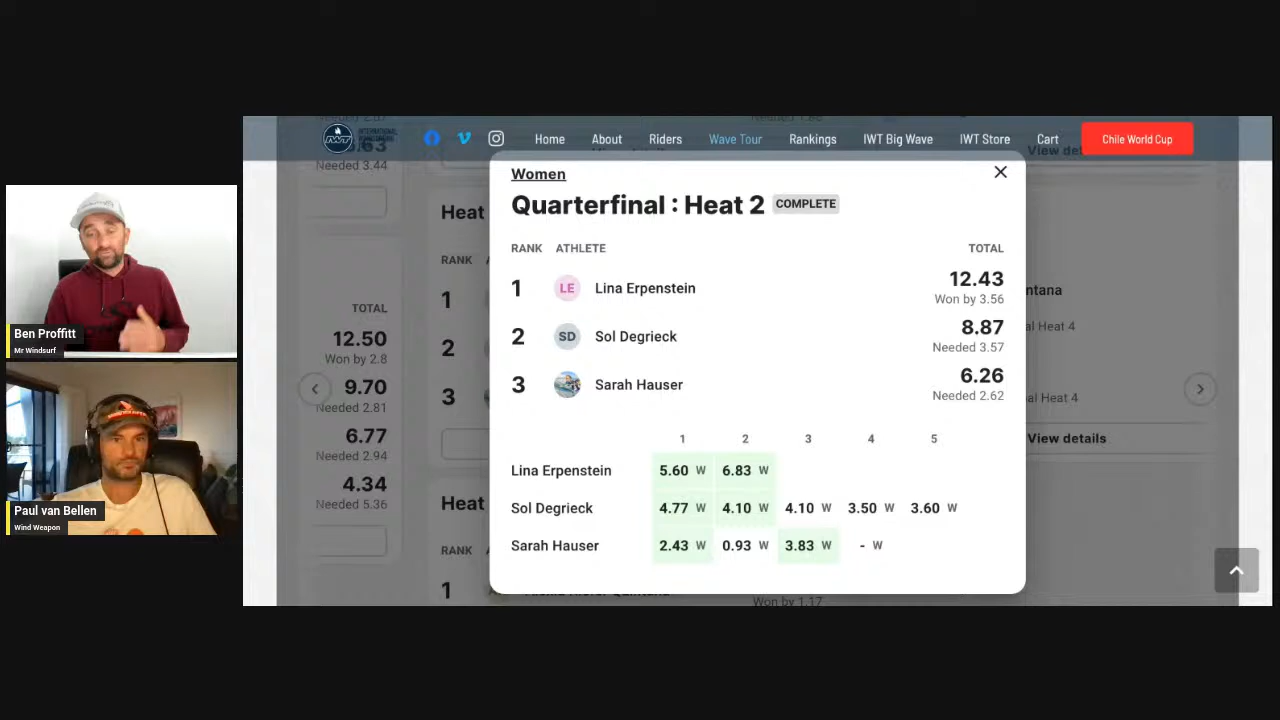 Home About Riders Wave Tour Rankings IWT Big Wave IWT Store Cart Chile World Cup
Needed 3.44
View det
Women
Quarterfinal : Heat 2 COMPLETE
RANK ATHLETE TOTAL
1 LE Lina Erpenstein 12.43
Won by 3.56
2 SD Sol Degrieck 8.87
Needed 3.57
3 Sarah Hauser 6.26
Needed 2.62
1 2 3 4 5
Lina Erpenstein 5.60 W 6.83 W
Sol Degrieck 4.77 W 4.10 W 4.10 W 3.50 W 3.60 W
Sarah Hauser 2.43 W 0.93 W 3.83 W - W
TOTAL
12.50
Won by 2.8
9.70
Needed 2.81
6.77
Needed 2.94
4.34
Needed 5.36
Heat
RANK
1
2
3
Heat
RANK
1
Won by 1.17
ntana
al Heat 4
al Heat 4
View details
Ben Proffitt
Mr Windsurf
Paul van Bellen
Wind Weapon